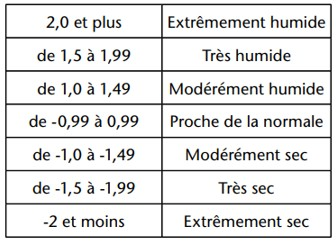 2,0 et plus Extrêmement humide
de 1,5 à 1,99 Très humide
de 1,0 à 1,49 Modérément humide
de -0,99 à 0,99 Proche de la normale
de -1,0 à -1,49 Modérément sec
de -1,5 à -1,99 Très sec
-2 et moins Extrêmement sec